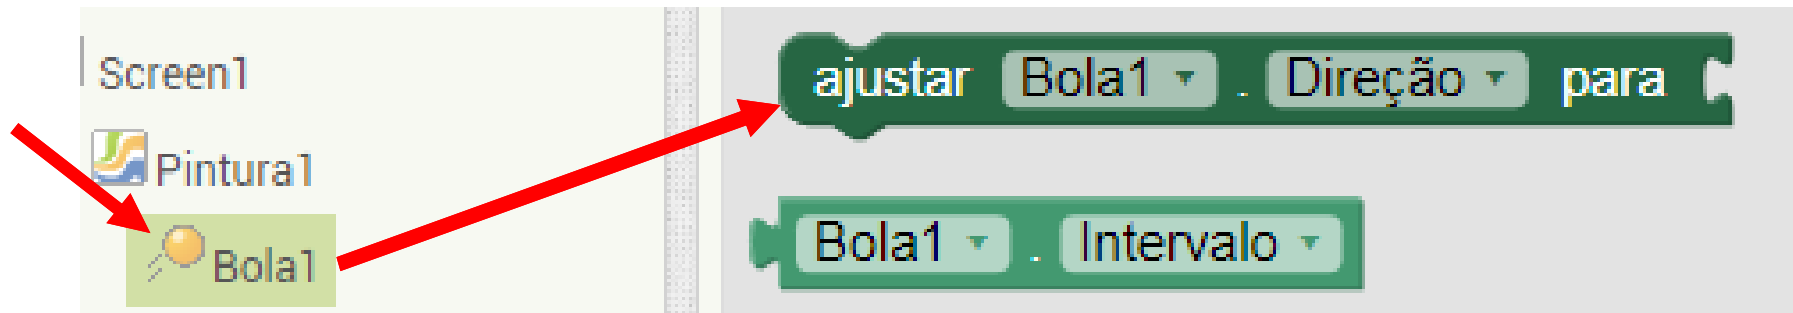 Screen1
Pintura1
Bola1
ajustar Bola1 . Direção para
Bola1 . Intervalo